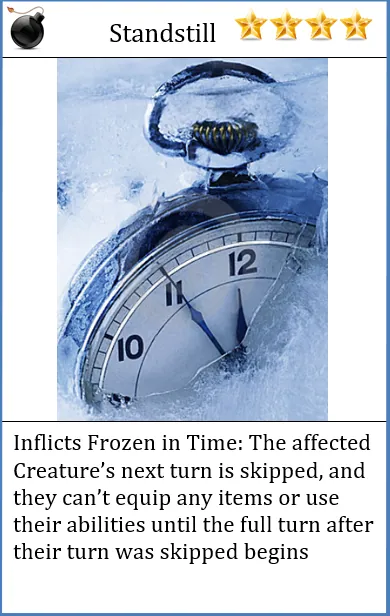 Standstill
12
11
10
Inflicts Frozen in Time: The affected
Creature's next turn is skipped, and
they can't equip any items or use
their abilities until the full turn after
their turn was skipped begins